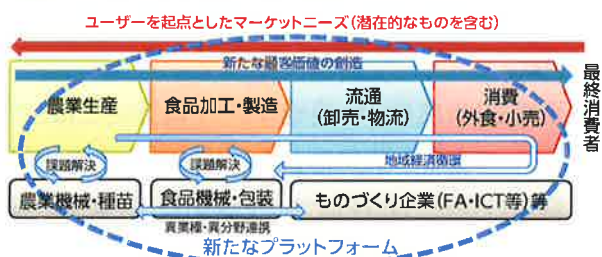 ユーザーを起点としたマーケットニーズ(潜在的なものを含む)
新たな顧客価値の創造
農業生産
食品加工・製造
流通
(卸売・物流)
消費
(外食・小売)
最終消費者
課題解決
課題解決
地域経済循環
農業機械・種苗
食品機械・包装
ものづくり企業(FA・ICT等)等
異業種・異分野連携
新たなプラットフォーム